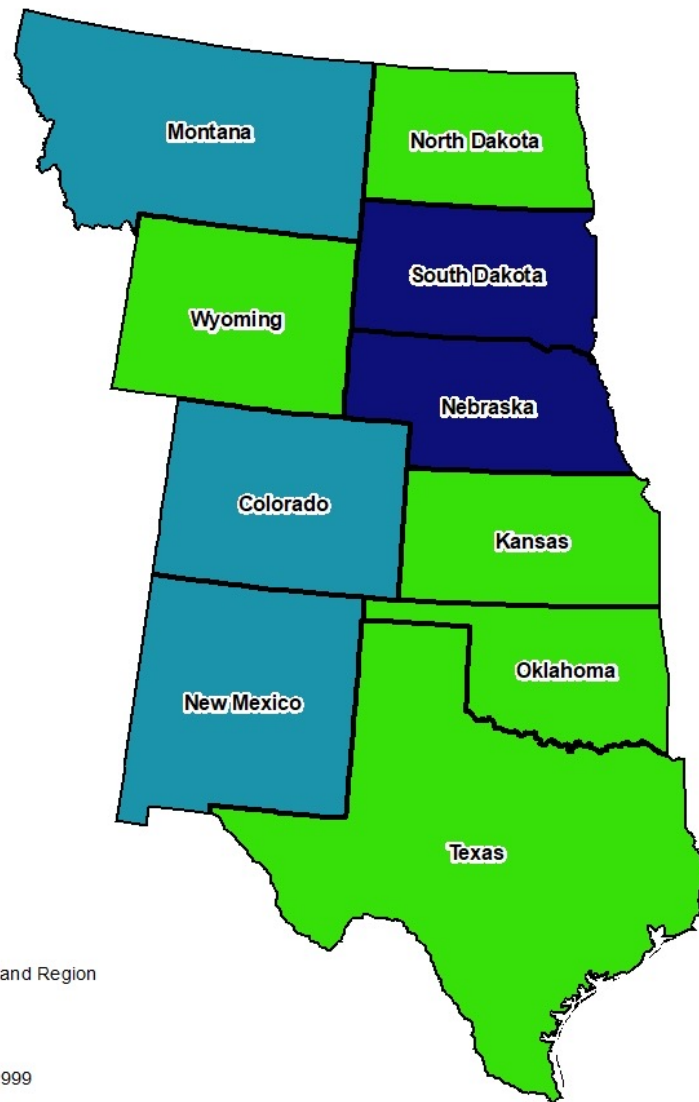 Montana
North Dakota
South Dakota
Wyoming
Nebraska
Colorado
Kansas
Oklahoma
New Mexico
Texas
and Region
999